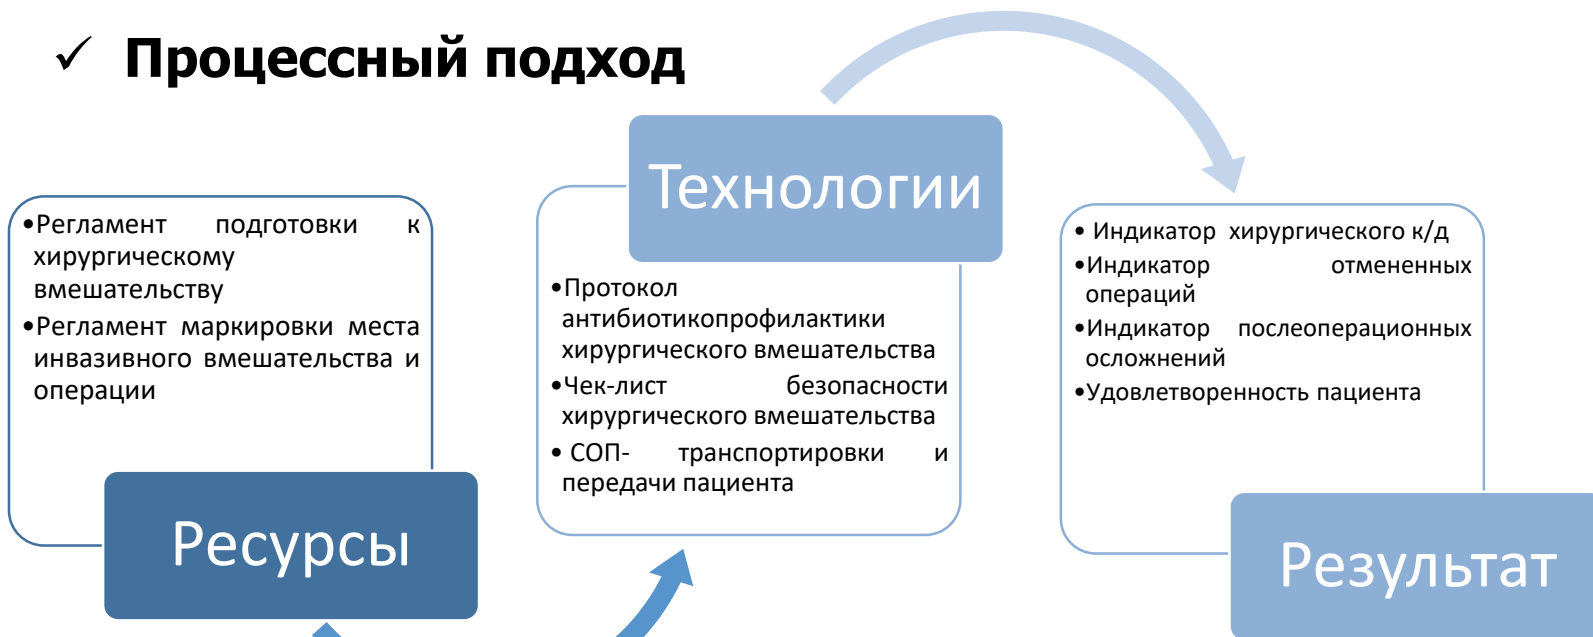 ✓ Процессный подход
•Регламент подготовки к
хирургическому
вмешательству
•Регламент маркировки места
инвазивного вмешательства и
операции
Ресурсы
Технологии
•Протокол
антибиотикопрофилактики
хирургического вмешательства
•Чек-лист безопасности
хирургического вмешательства
• СОП- транспортировки и
передачи пациента
• Индикатор хирургического к/д
•Индикатор отмененных
операций
•Индикатор послеоперационных
осложнений
•Удовлетворенность пациента
Результат